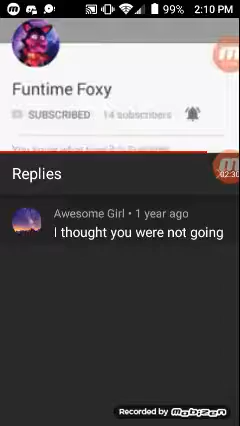 99% 2:10 PM
Funtime Foxy
SUBSCRIBED 14 subscribers
Replies
02:30
Awesome Girl • 1 year ago
I thought you were not going
Recorded by mobizen